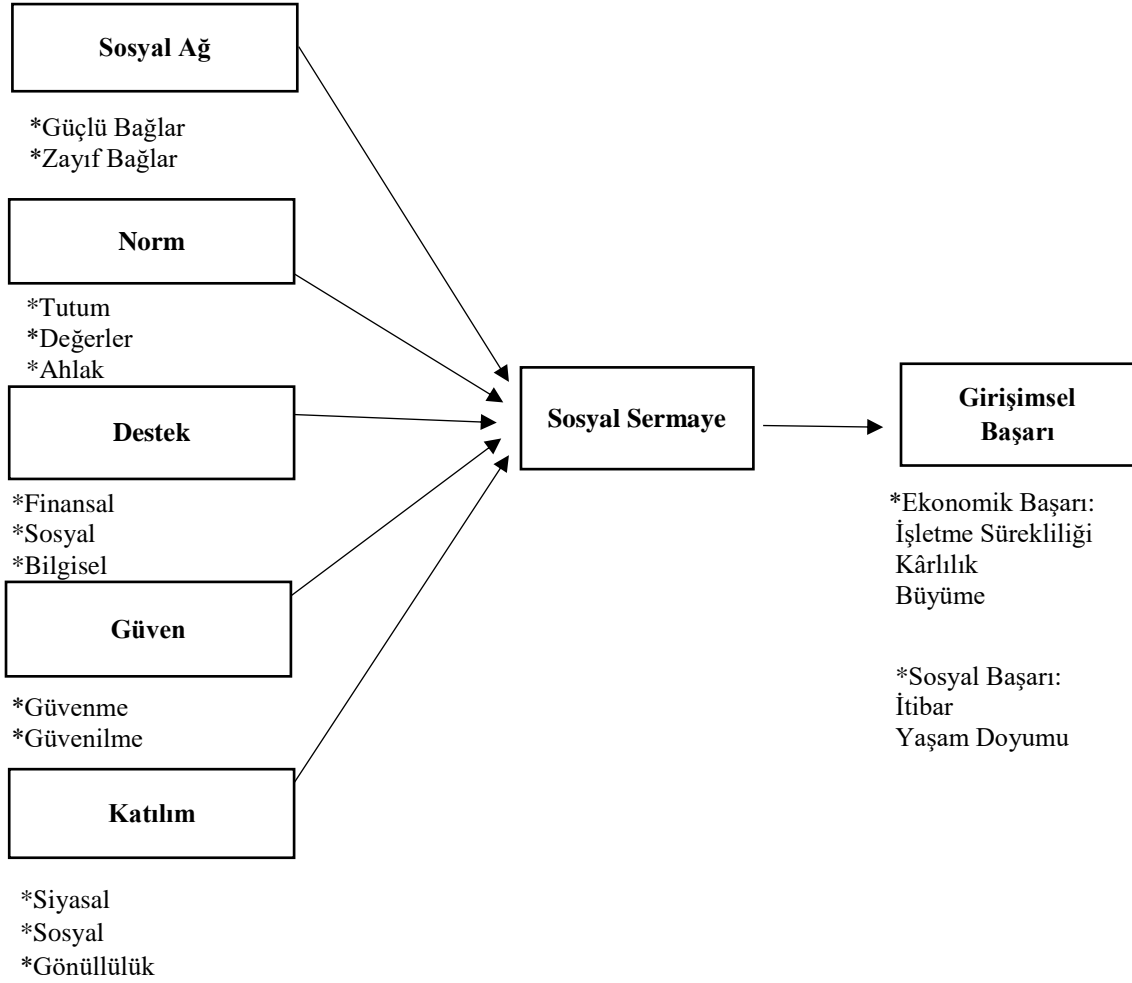 Sosyal Ağ
*Güçlü Bağlar
*Zayıf Bağlar
Norm
*Tutum
*Değerler
*Ahlak
Destek
*Finansal
*Sosyal
*Bilgisel
Güven
*Güvenme
*Güvenilme
Katılım
*Siyasal
*Sosyal
*Gönüllülük
Sosyal Sermaye
Girişimsel
Başarı
*Ekonomik Başarı:
İşletme Sürekliliği
Kârlılık
Büyüme
*Sosyal Başarı:
İtibar
Yaşam Doyumu